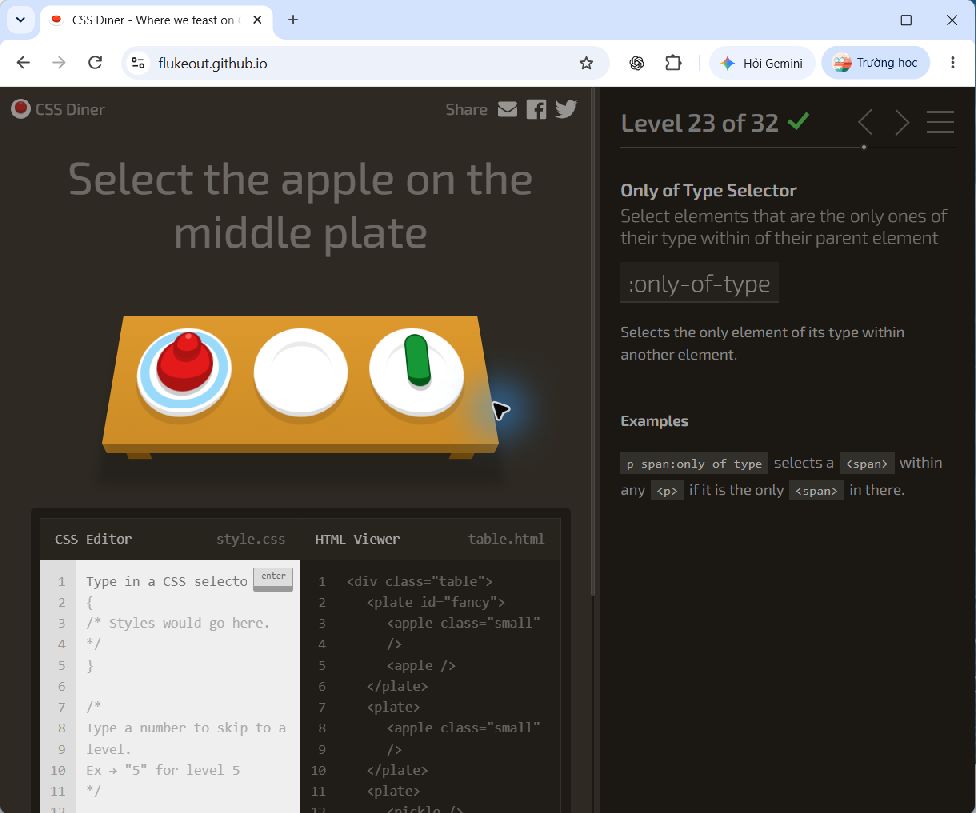 CSS Diner - Where we feast on
flukeout.github.io
Hỏi Gemini
Trường học
CSS Diner
Share
Select the apple on the
middle plate
CSS Editor
style.css
1 Type in a CSS selecto
enter
2 {
3 /* Styles would go here.
4 */
5 }
6
7 /*
8 Type a number to skip to a
9 level.
10 Ex → "5" for level 5
11 */
12
HTML Viewer
table.html
1 <div class="table">
2 <plate id="fancy">
3 <apple class="small"
4 />
5 <apple />
6 </plate>
7 <plate>
8 <apple class="small"
9 />
10 </plate>
11 <plate>
12 <pickle />
Level 23 of 32
Only of Type Selector
Select elements that are the only ones of
their type within of their parent element
:only-of-type
Selects the only element of its type within
another element.
Examples
p span:only of type selects a <span> within
any <p> if it is the only <span> in there.